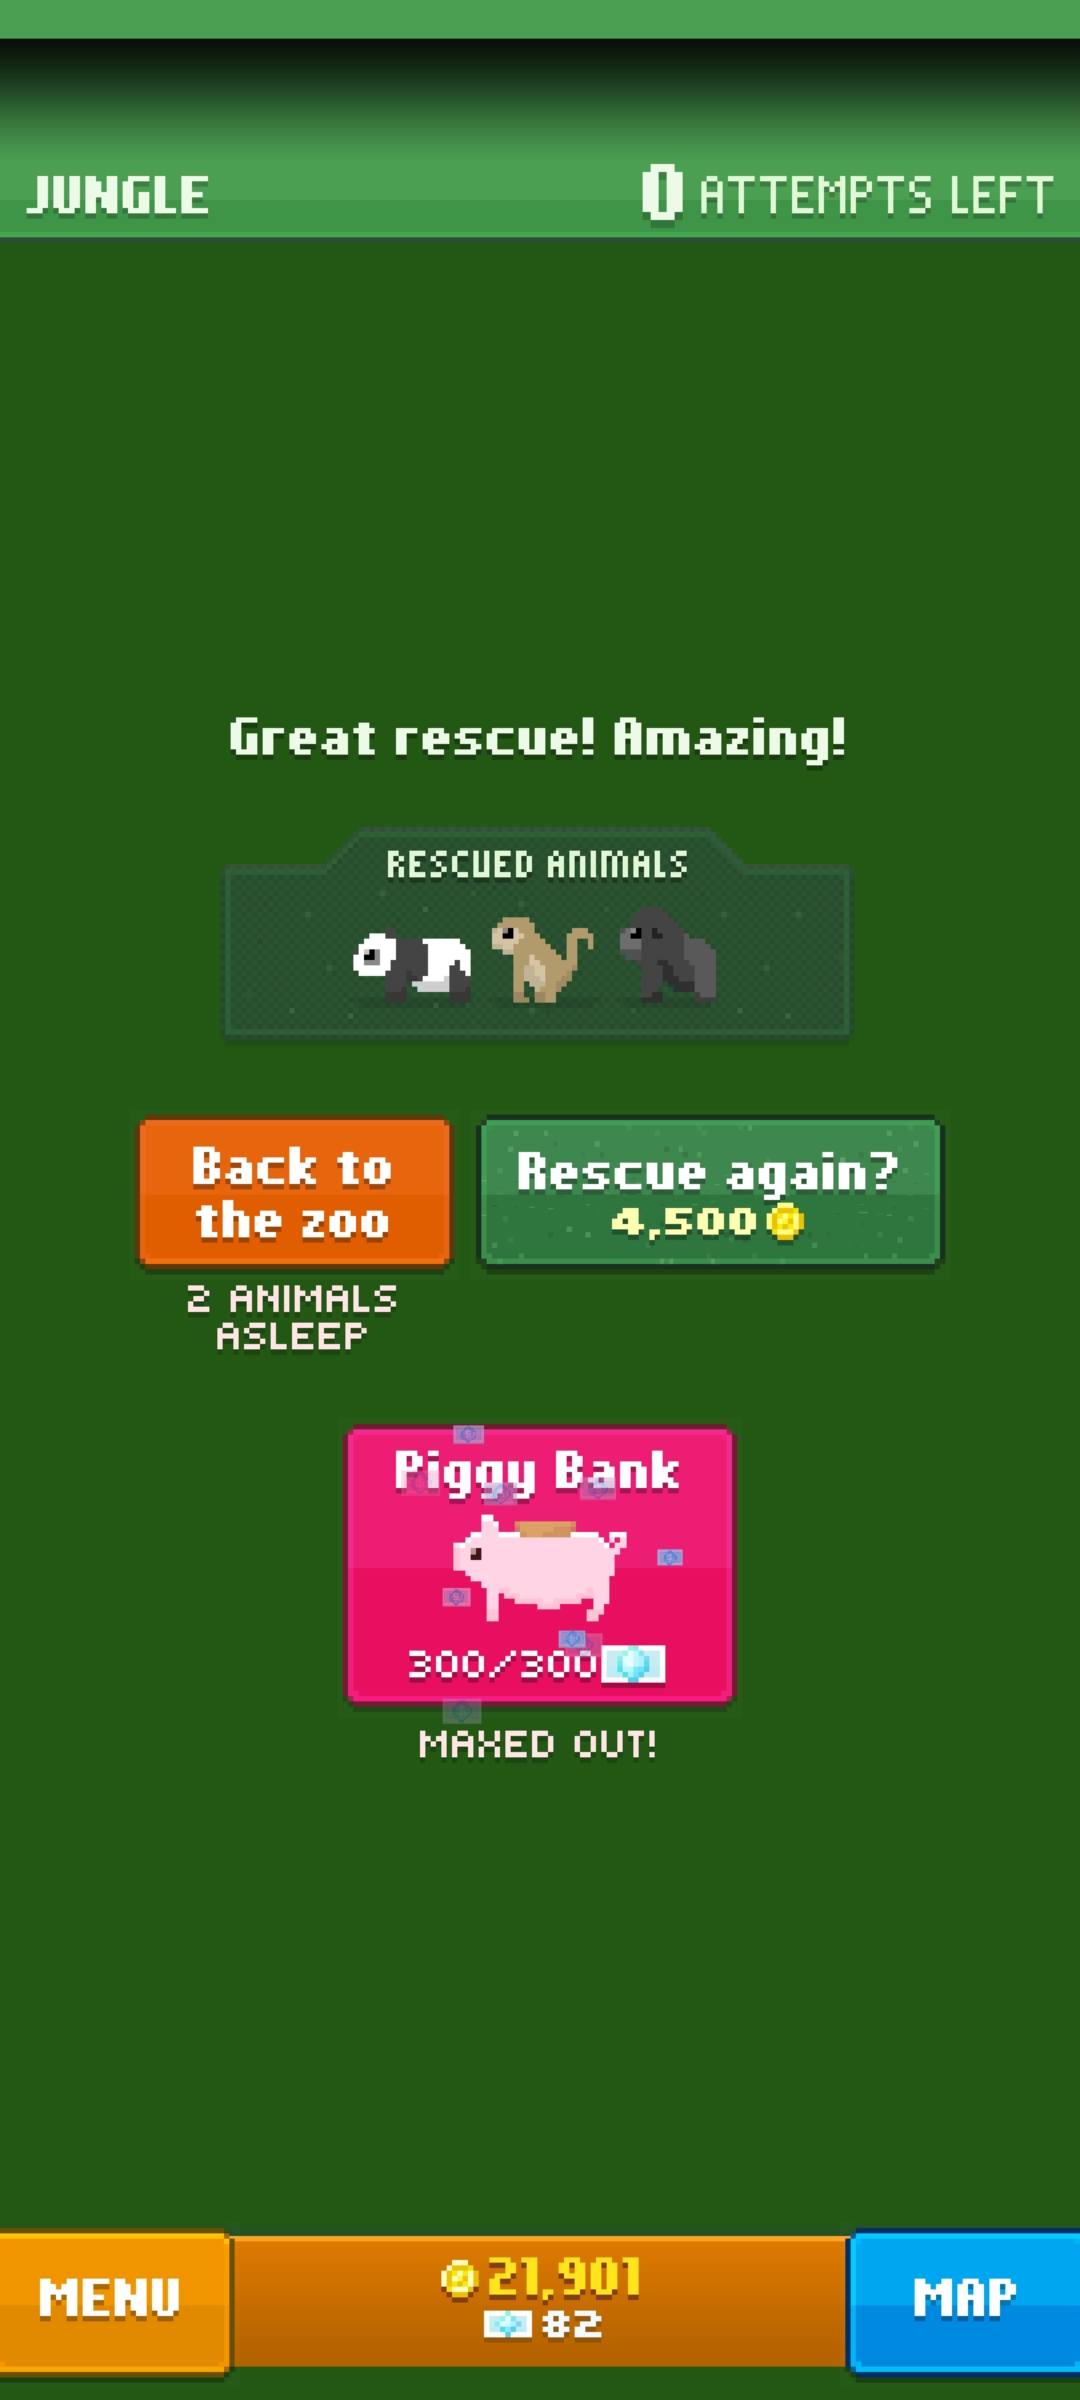 JUNGLE
0 ATTEMPTS LEFT
Great rescue! Amazing!
RESCUED ANIMALS
Back to
the zoo
Rescue again?
4,500
2 ANIMALS
ASLEEP
Piggy Bank
300/300
MAXED OUT!
MENU
21,901
82
MAP